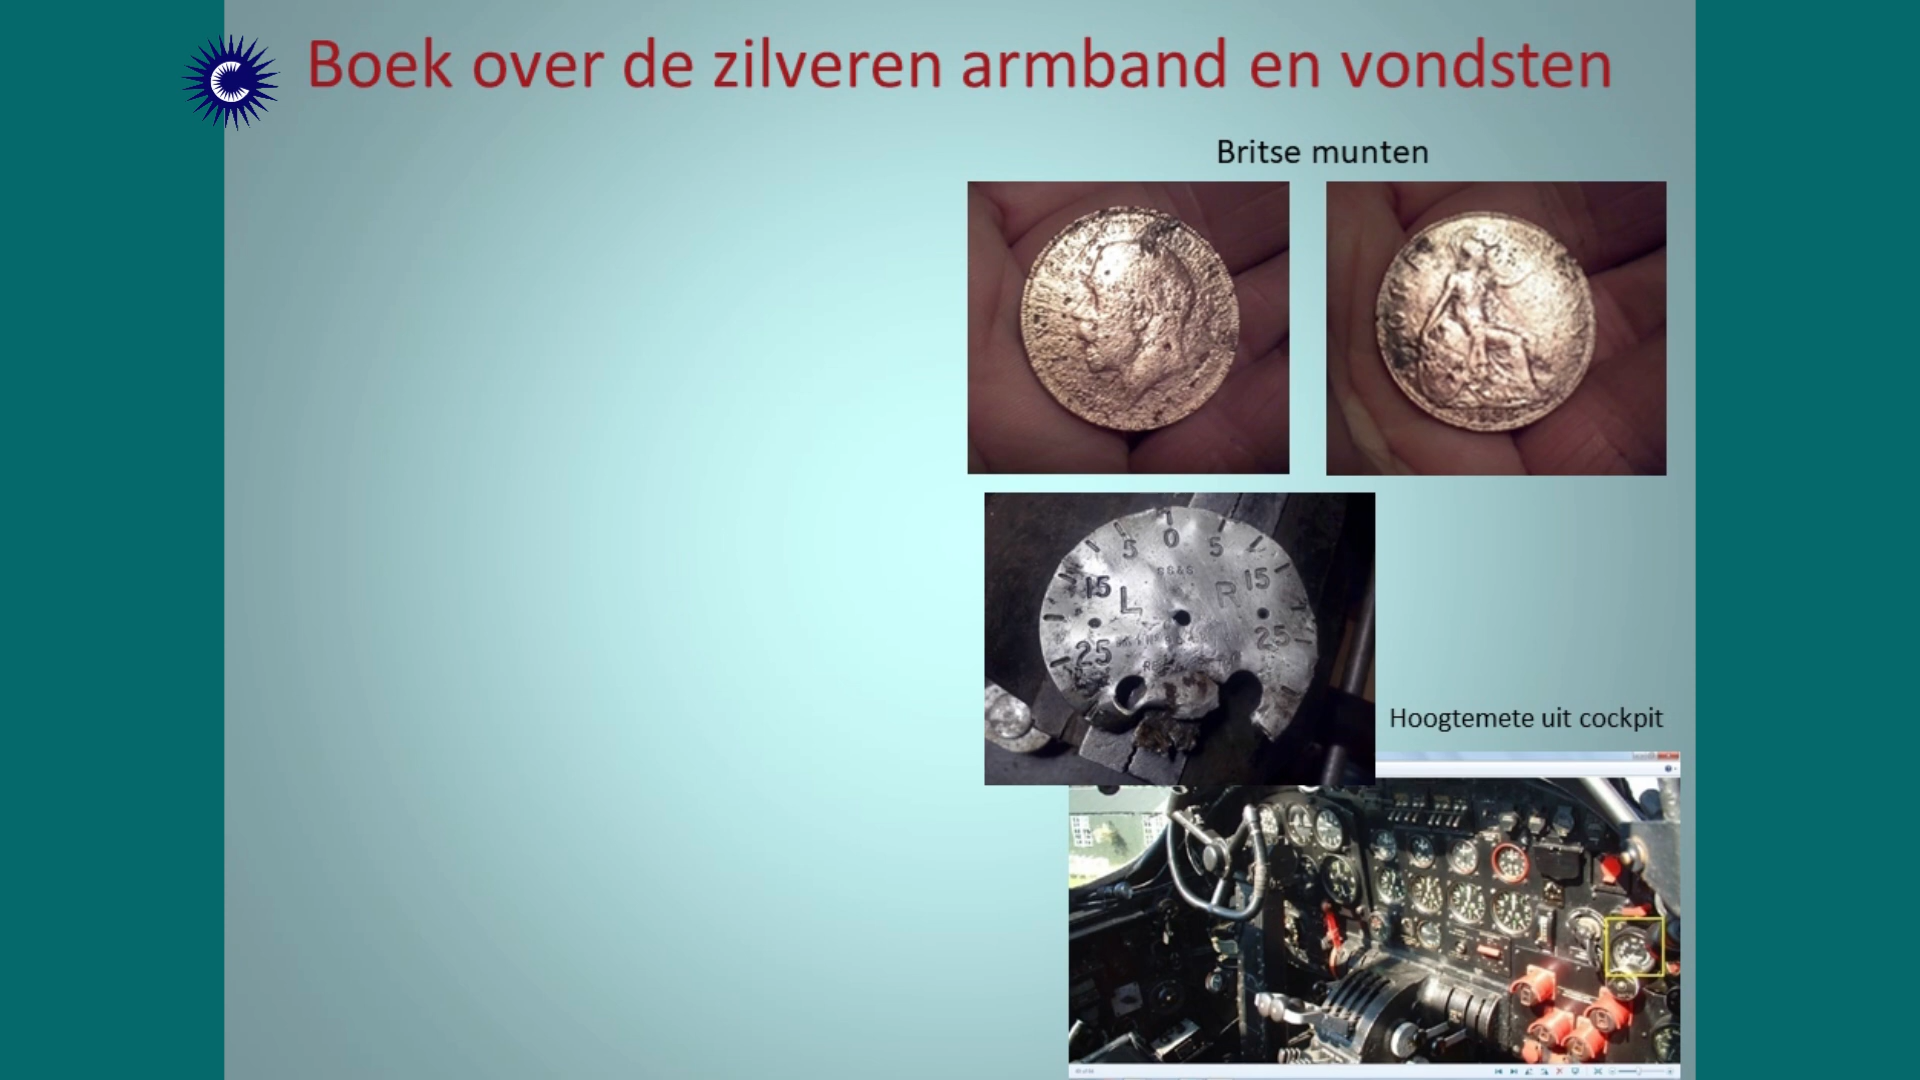 Boek over de zilveren armband en vondsten
Britse munten
5 0 5
15 L R 15
25 25
Hoogtemete uit cockpit